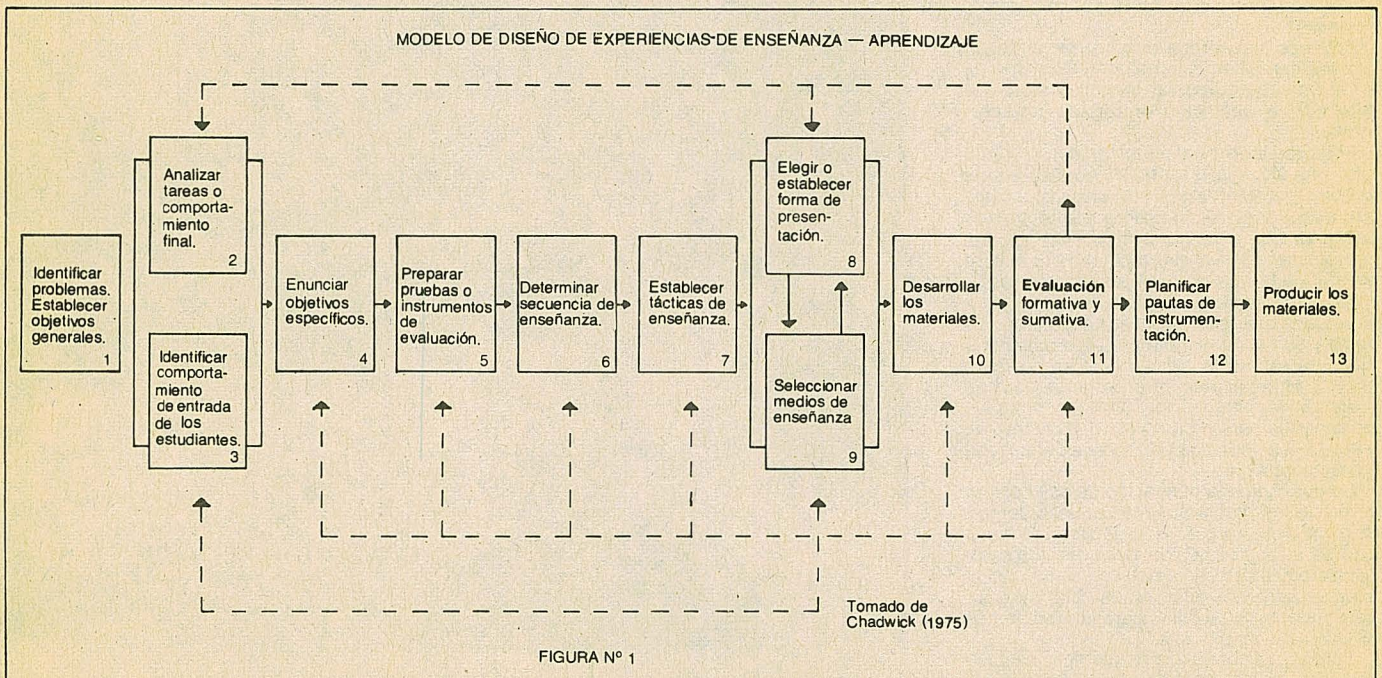 MODELO DE DISEÑO DE EXPERIENCIAS DE ENSEÑANZA — APRENDIZAJE
Identificar
problemas.
Establecer
objetivos
generales.
1
Analizar
tareas o
comporta-
miento
final.
2
Identificar
comporta-
miento
de entrada
de los
estudiantes.
3
Enunciar
objetivos
específicos.
4
Preparar
pruebas o
instrumentos
de
evaluación.
5
Determinar
secuencia de
enseñanza.
6
Establecer
tácticas de
enseñanza.
7
Elegir o
establecer
forma de
presen-
tación.
8
Seleccionar
medios de
enseñanza
9
Desarrollar
los
materiales.
10
Evaluación
formativa y
sumativa.
11
Planificar
pautas de
instrumen-
tación.
12
Producir los
materiales.
13
Tomado de
Chadwick (1975)
FIGURA Nº 1